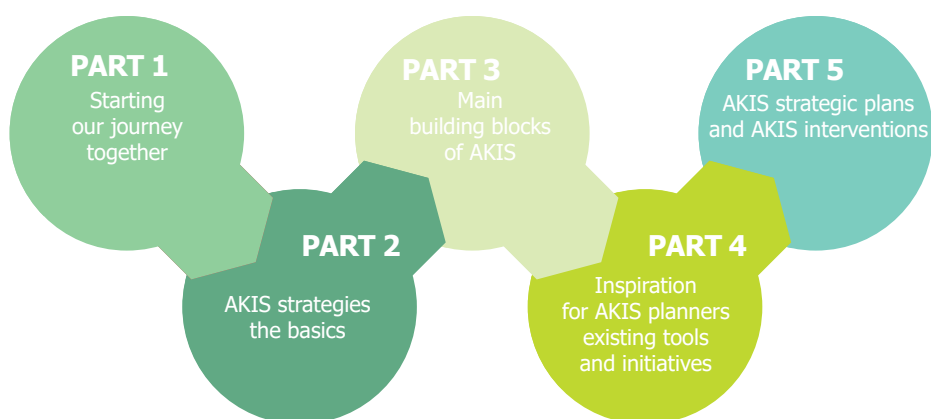 PART 1
Starting
our journey
together
PART 2
AKIS strategies
the basics
PART 3
Main
building blocks
of AKIS
PART 4
Inspiration
for AKIS planners
existing tools
and initiatives
PART 5
AKIS strategic plans
and AKIS interventions